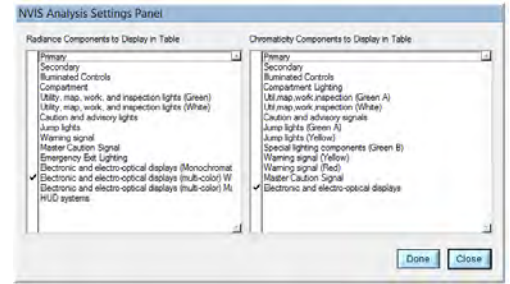 NVIS Analysis Settings Panel
Radiance Components to Display in Table
Primary
Secondary
Illuminated Controls
Compartment
Utility, map, work, and inspection lights (Green)
Utility, map, work, and inspection lights (White)
Caution and advisory lights
Jump lights
Warning signal
Master Caution Signal
Emergency Exit Lighting
Electronic and electro-optical displays (Monochromat
Electronic and electro-optical displays (multi-color) W
Electronic and electro-optical displays (multi-color) Ma
HUD systems
Chromaticity Components to Display in Table
Primary
Secondary
Illuminated Controls
Compartment Lighting
Util,map,work,inspection (Green A)
Util,map,work,inspection (White)
Caution and advisory signals
Jump lights (Green A)
Jump lights (Yellow)
Special lighting components (Green B)
Warning signal (Yellow)
Warning signal (Red)
Master Caution Signal
Electronic and electro-optical displays
Done Close